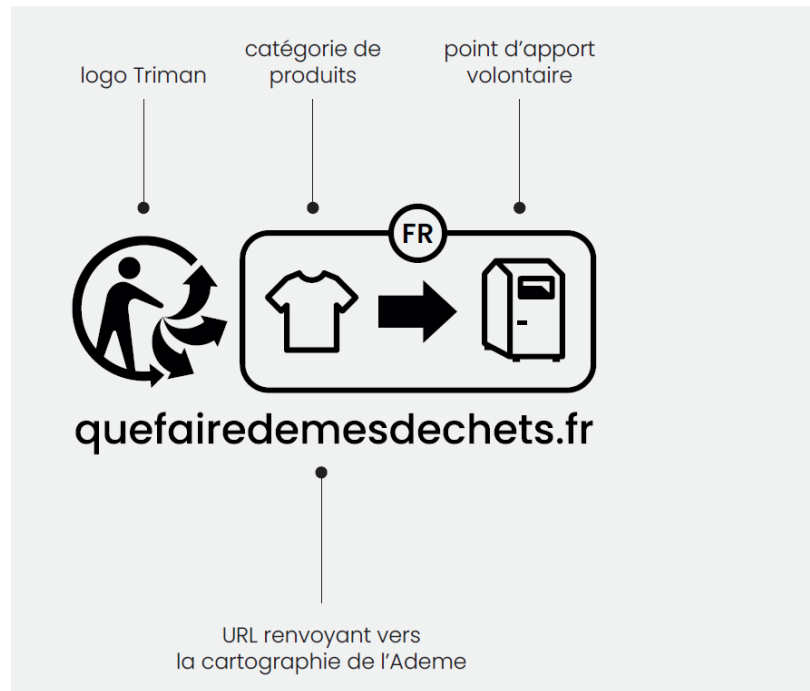 logo Triman
catégorie de
produits
point d’apport
volontaire
FR
quefairedemesdechets.fr
URL renvoyant vers
la cartographie de l’Ademe